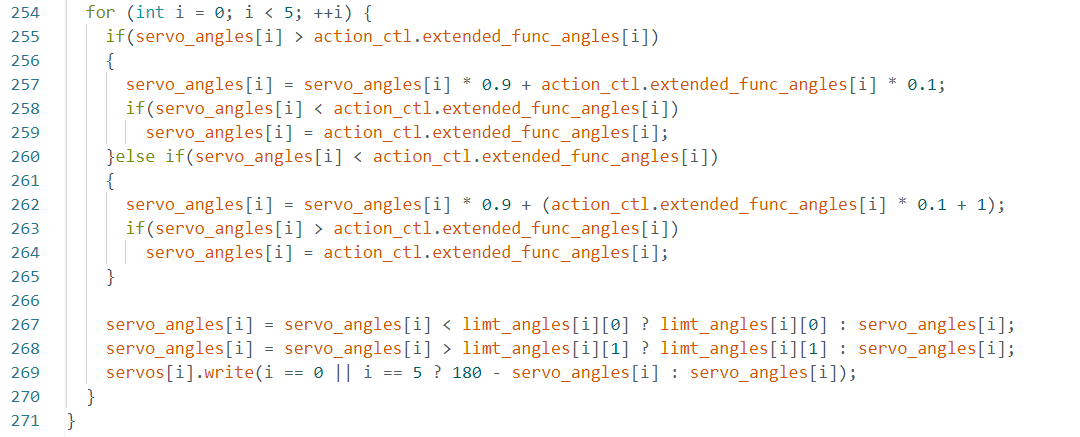 254 for (int i = 0; i < 5; ++i) {
255 if(servo_angles[i] > action_ctl.extended_func_angles[i])
256 {
257 servo_angles[i] = servo_angles[i] * 0.9 + action_ctl.extended_func_angles[i] * 0.1;
258 if(servo_angles[i] < action_ctl.extended_func_angles[i])
259 servo_angles[i] = action_ctl.extended_func_angles[i];
260 }else if(servo_angles[i] < action_ctl.extended_func_angles[i])
261 {
262 servo_angles[i] = servo_angles[i] * 0.9 + (action_ctl.extended_func_angles[i] * 0.1 + 1);
263 if(servo_angles[i] > action_ctl.extended_func_angles[i])
264 servo_angles[i] = action_ctl.extended_func_angles[i];
265 }
266
267 servo_angles[i] = servo_angles[i] < limt_angles[i][0] ? limt_angles[i][0] : servo_angles[i];
268 servo_angles[i] = servo_angles[i] > limt_angles[i][1] ? limt_angles[i][1] : servo_angles[i];
269 servos[i].write(i == 0 || i == 5 ? 180 - servo_angles[i] : servo_angles[i]);
270 }
271 }